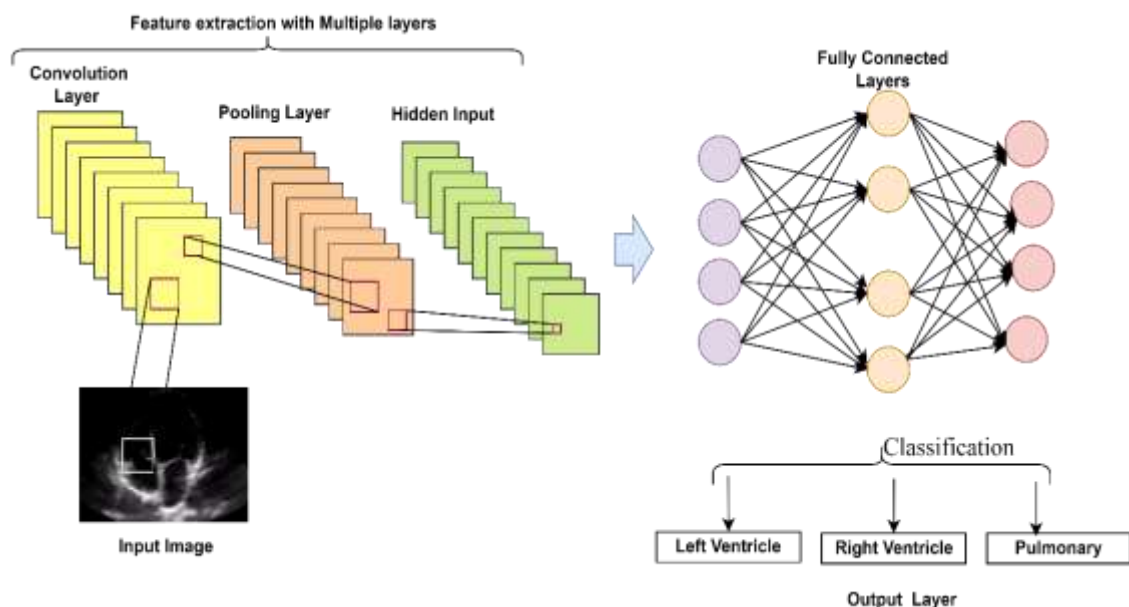 Feature extraction with Multiple layers
Convolution
Layer
Pooling Layer
Hidden Input
Input Image
Fully Connected
Layers
Classification
Left Ventricle
Right Ventricle
Pulmonary
Output Layer